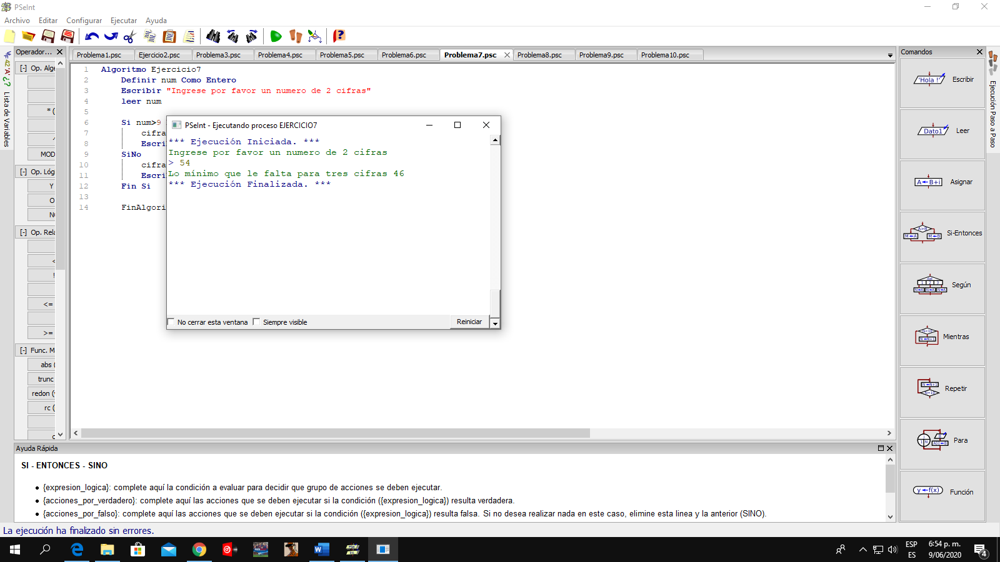 PSeInt
Archivo Editar Configurar Ejecutar Ayuda
Operador...
Problema1.psc Ejercicio2.psc Problema3.psc Problema4.psc Problema5.psc Problema6.psc Problema7.psc Problema8.psc Problema9.psc Problema10.psc
Comandos
Lista de Variables
[-] Op. Alge
* (
MOD
[-] Op. Lóg
Y
O
[-] Op. Rela
<
!
<=
>=
[-] Func. M
abs (
trunc
redon (
rc (
1 Algoritmo Ejercicio7
2 Definir num Como Entero
3 Escribir "Ingrese por favor un numero de 2 cifras"
4 leer num
5
6 Si num>9
7 cifra
8 Escri
9 SiNo
10 cifra
11 Escri
12 Fin Si
13
14 FinAlgori
PSeInt - Ejecutando proceso EJERCICIO7
*** Ejecución Iniciada. ***
Ingrese por favor un numero de 2 cifras
> 54
Lo mínimo que le falta para tres cifras 46
*** Ejecución Finalizada. ***
No cerrar esta ventana Siempre visible Reiniciar
'Hola !' Escribir
Dato1 Leer
A←B+i Asignar
A>B M←A M←B Si-Entonces
Según
Mientras
Repetir
Para
y←f(x) Función
Ejecución Paso a Paso
Ayuda Rápida
SI - ENTONCES - SINO
• {expresion_logica}: complete aquí la condición a evaluar para decidir que grupo de acciones se deben ejecutar.
• {acciones_por_verdadero}: complete aquí las acciones que se deben ejecutar si la condición ({expresion_logica}) resulta verdadera.
• {acciones_por_falso}: complete aquí las acciones que se deben ejecutar si la condición ({expresion_logica}) resulta falsa. Si no desea realizar nada en este caso, elimine esta linea y la anterior (SINO).
La ejecución ha finalizado sin errores.
ESP
ES
6:54 p. m.
9/06/2020
4